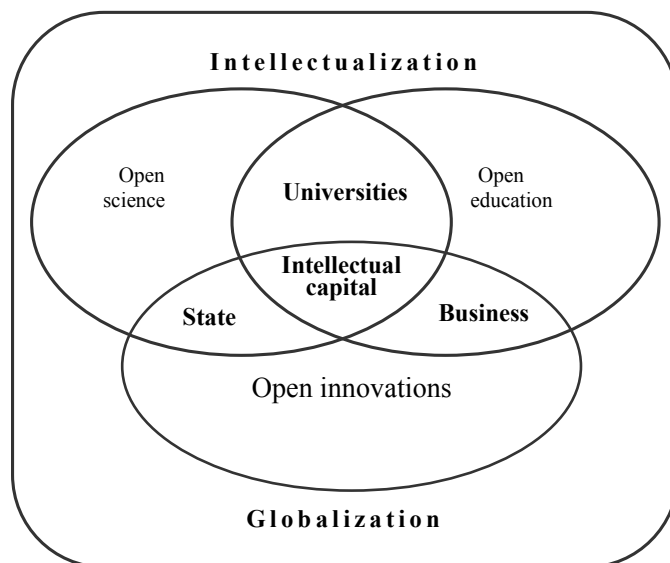 Intellectualization
Open
science
Universities
Open
education
Intellectual
capital
State
Business
Open innovations
Globalization